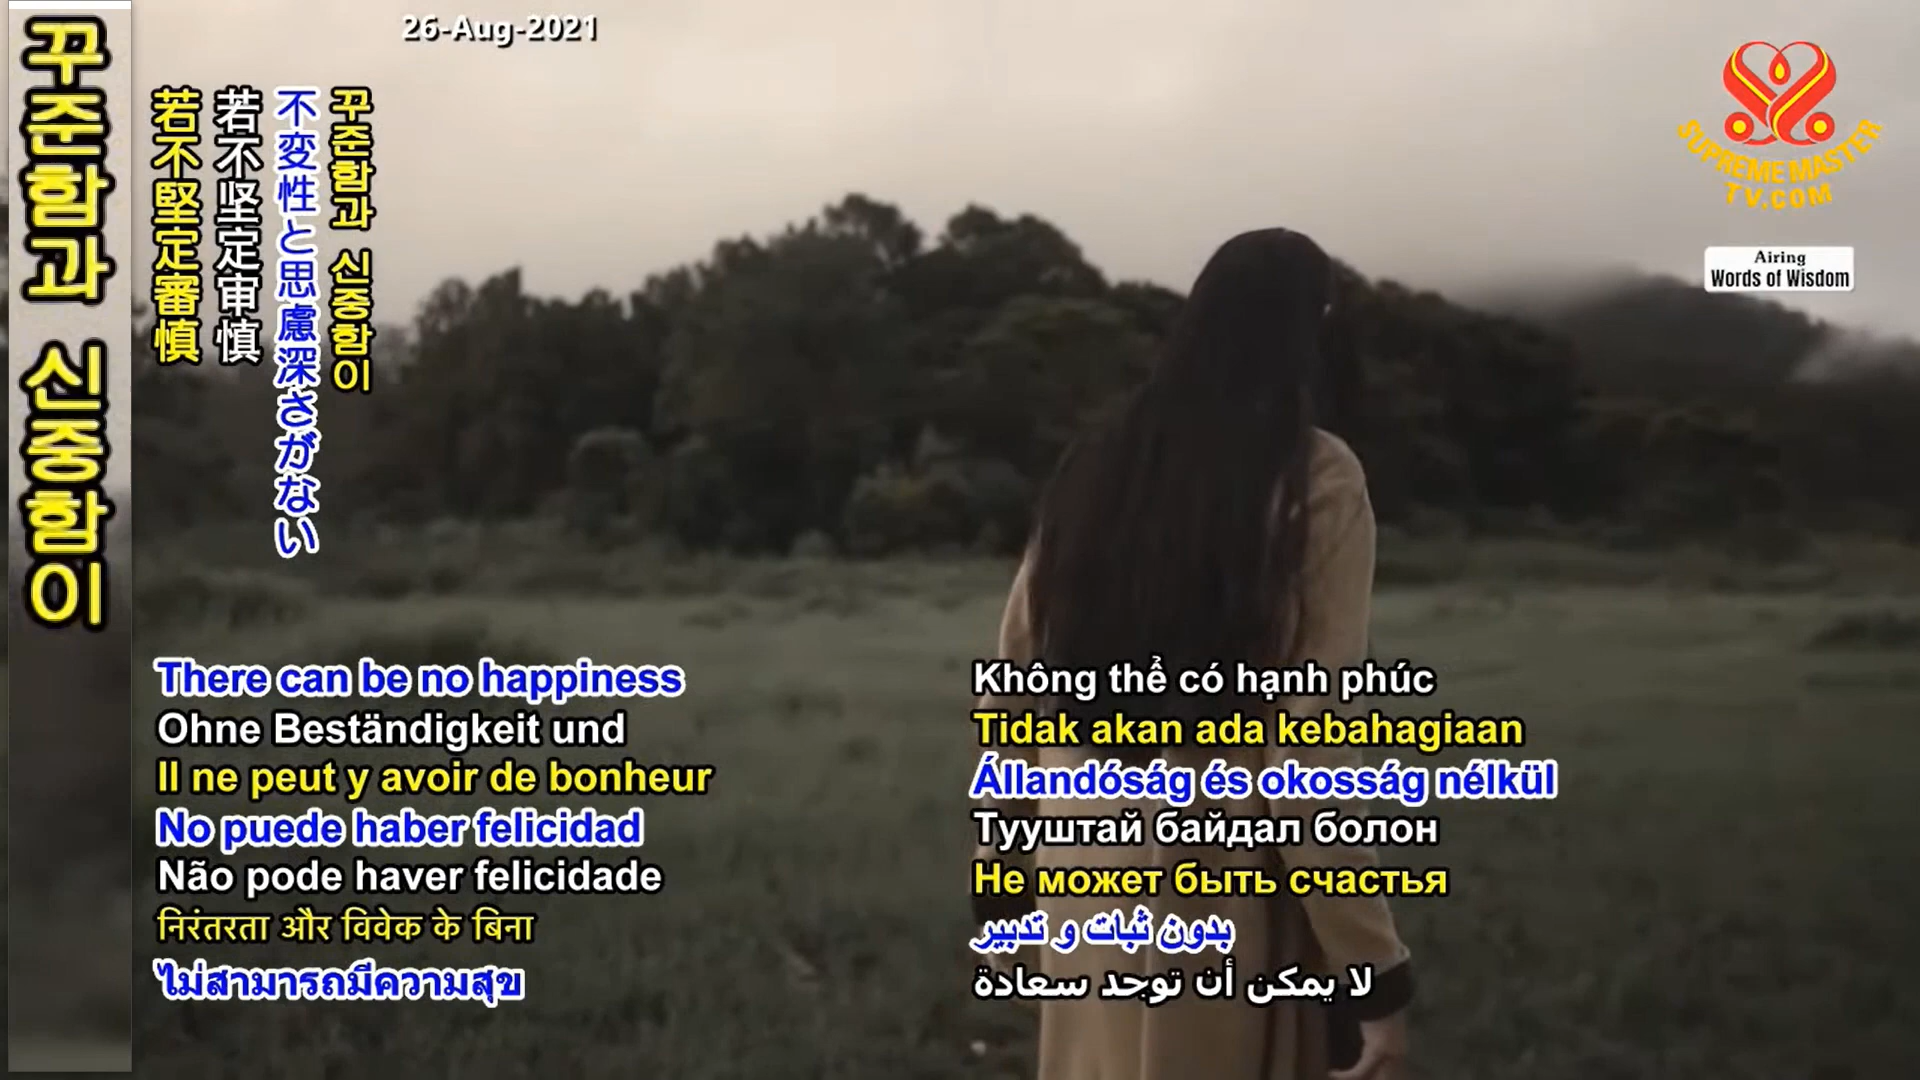 꾸준함과 신중함이
26-Aug-2021
若不堅定審慎
若不坚定审慎
不変性と思慮深さがない
꾸준함과 신중함이
SUPREME MASTER
TV.COM
Airing
Words of Wisdom
There can be no happiness
Ohne Beständigkeit und
Il ne peut y avoir de bonheur
No puede haber felicidad
Não pode haver felicidade
निरंतरता और विवेक के बिना
ไม่สามารถมีความสุข
Không thể có hạnh phúc
Tidak akan ada kebahagiaan
Állandóság és okosság nélkül
Тууштай байдал болон
Не может быть счастья
بدون ثبات و تدبیر
لا يمكن أن توجد سعادة